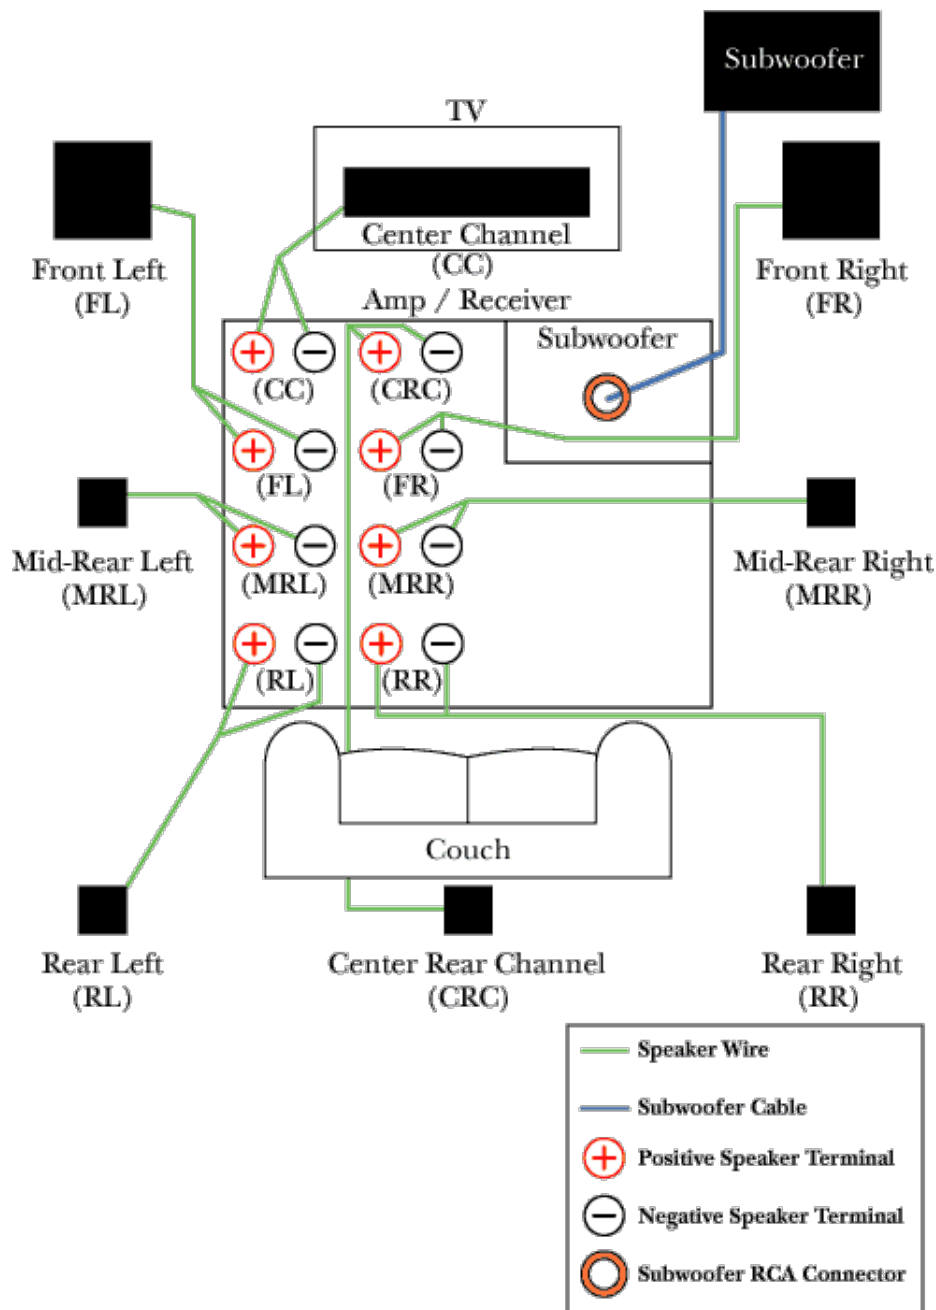 Subwoofer
TV
Center Channel
(CC)
Front Left
(FL)
Front Right
(FR)
Amp / Receiver
+ − + −
Subwoofer
(CC)
(CRC)
+ − + −
(FL)
(FR)
Mid-Rear Left
(MRL)
+ − + −
(MRL)
(MRR)
Mid-Rear Right
(MRR)
+ − + −
(RL)
(RR)
Couch
Rear Left
(RL)
Center Rear Channel
(CRC)
Rear Right
(RR)
Speaker Wire
Subwoofer Cable
+ Positive Speaker Terminal
− Negative Speaker Terminal
Subwoofer RCA Connector